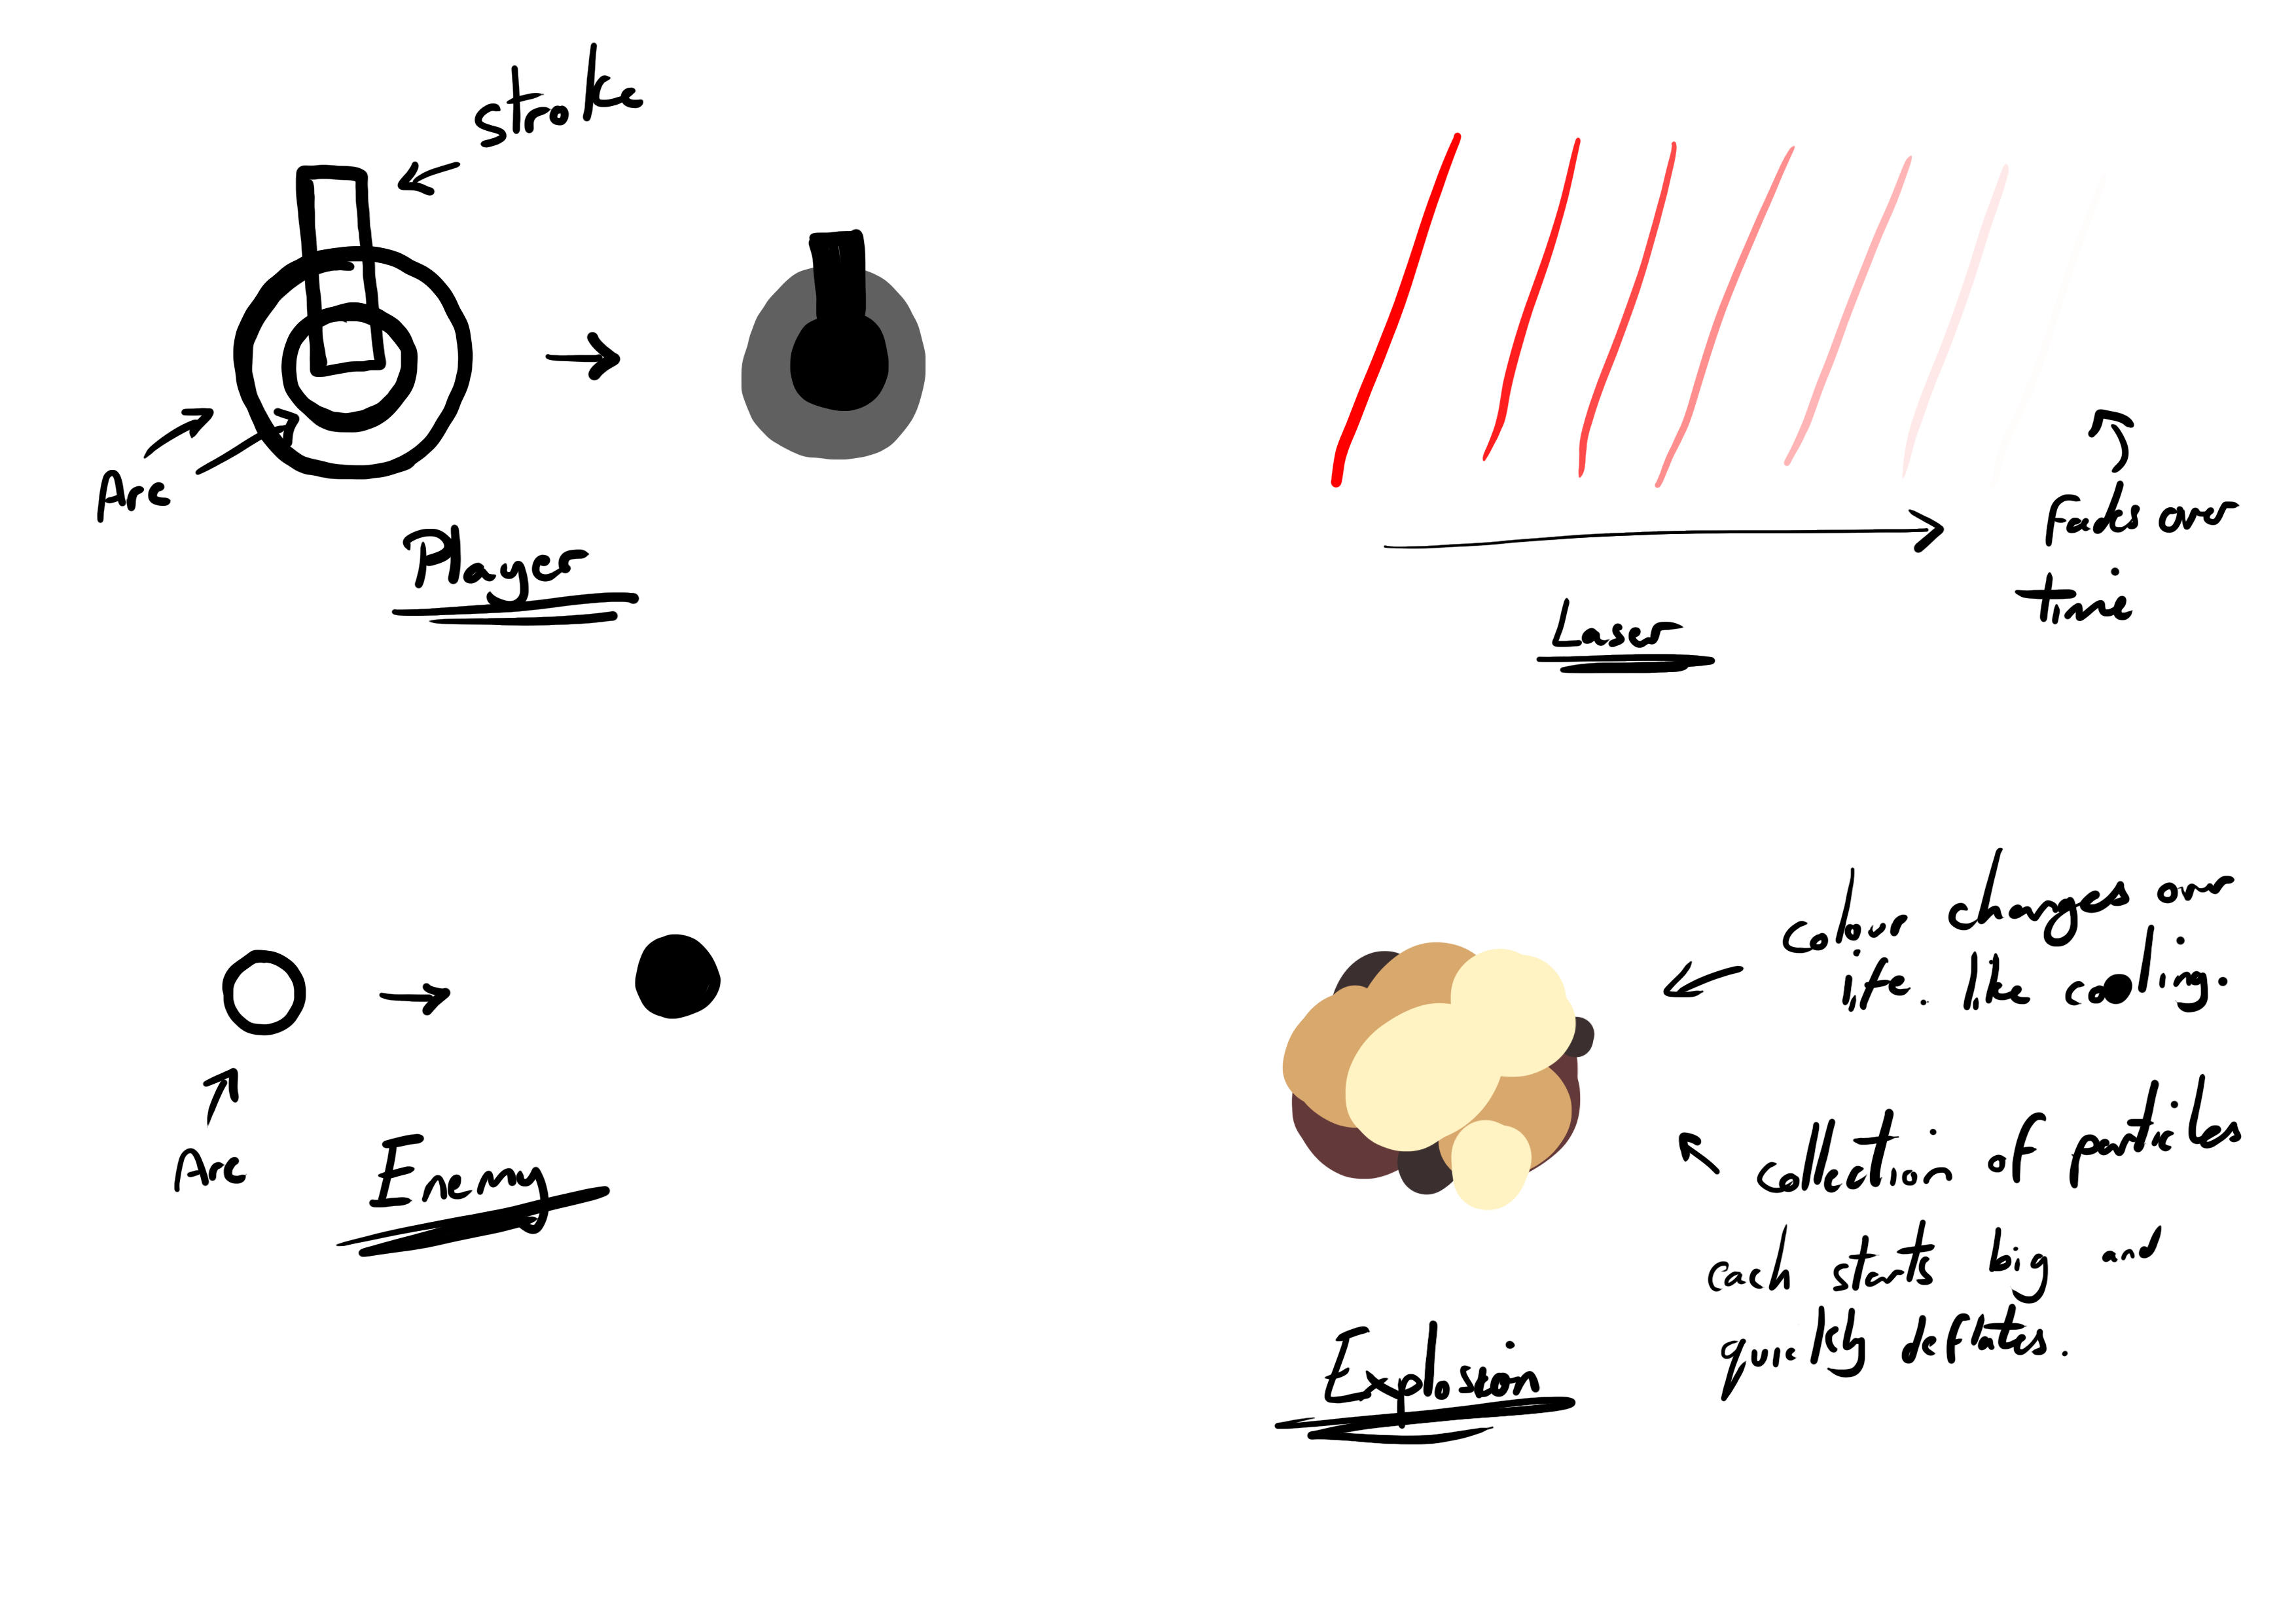 stroke
Arc
Player
Fades over
time
Laser
Arc
Enemy
colour changes over
life. like cooling.
collection of particles
each starts big and
quickly deflates.
Explosion